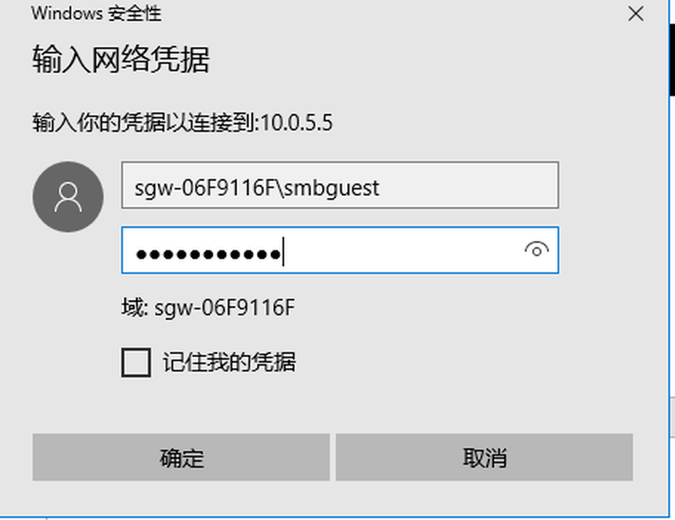 Windows 安全性
输入网络凭据
输入你的凭据以连接到:10.0.5.5
sgw-06F9116F\smbguest
●●●●●●●●●●●
域: sgw-06F9116F
记住我的凭据
确定 取消